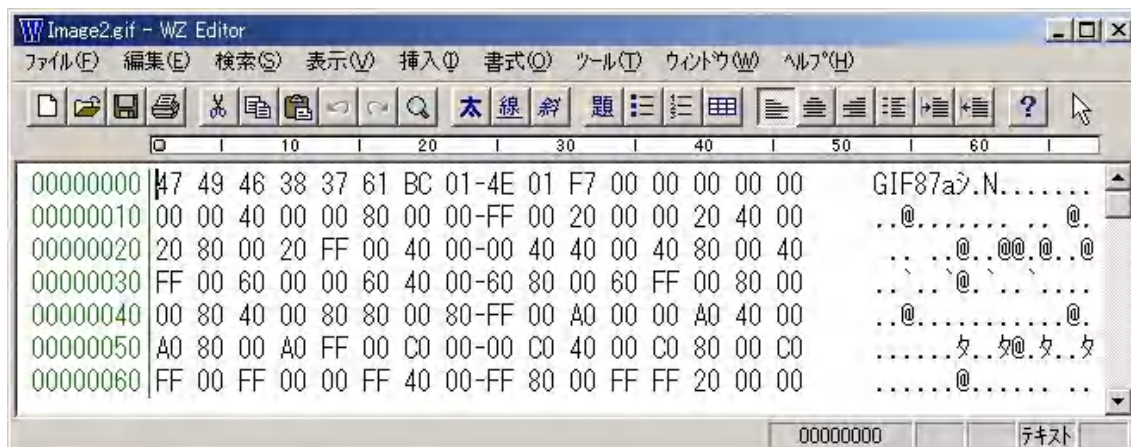 Image2.gif - WZ Editor
ファイル(F) 編集(E) 検索(S) 表示(V) 挿入(I) 書式(O) ツール(T) ウィンドウ(W) ヘルプ(H)
太 線 斜 題 ?
0 10 20 30 40 50 60
00000000 47 49 46 38 37 61 BC 01-4E 01 F7 00 00 00 00 00 GIF87aシ.N.......
00000010 00 00 40 00 00 80 00 00-FF 00 20 00 00 20 40 00 ..@....... .. @.
00000020 20 80 00 20 FF 00 40 00-00 40 40 00 40 80 00 40 .. ..@..@@.@..@
00000030 FF 00 60 00 00 60 40 00-60 80 00 60 FF 00 80 00 ..`..`@.`..`....
00000040 00 80 40 00 80 80 00 80-FF 00 A0 00 00 A0 40 00 ..@...........@.
00000050 A0 80 00 A0 FF 00 C0 00-00 C0 40 00 C0 80 00 C0 ......タ..タ@.タ..タ
00000060 FF 00 FF 00 00 FF 40 00-FF 80 00 FF FF 20 00 00 ......@...... ..
00000000 テキスト